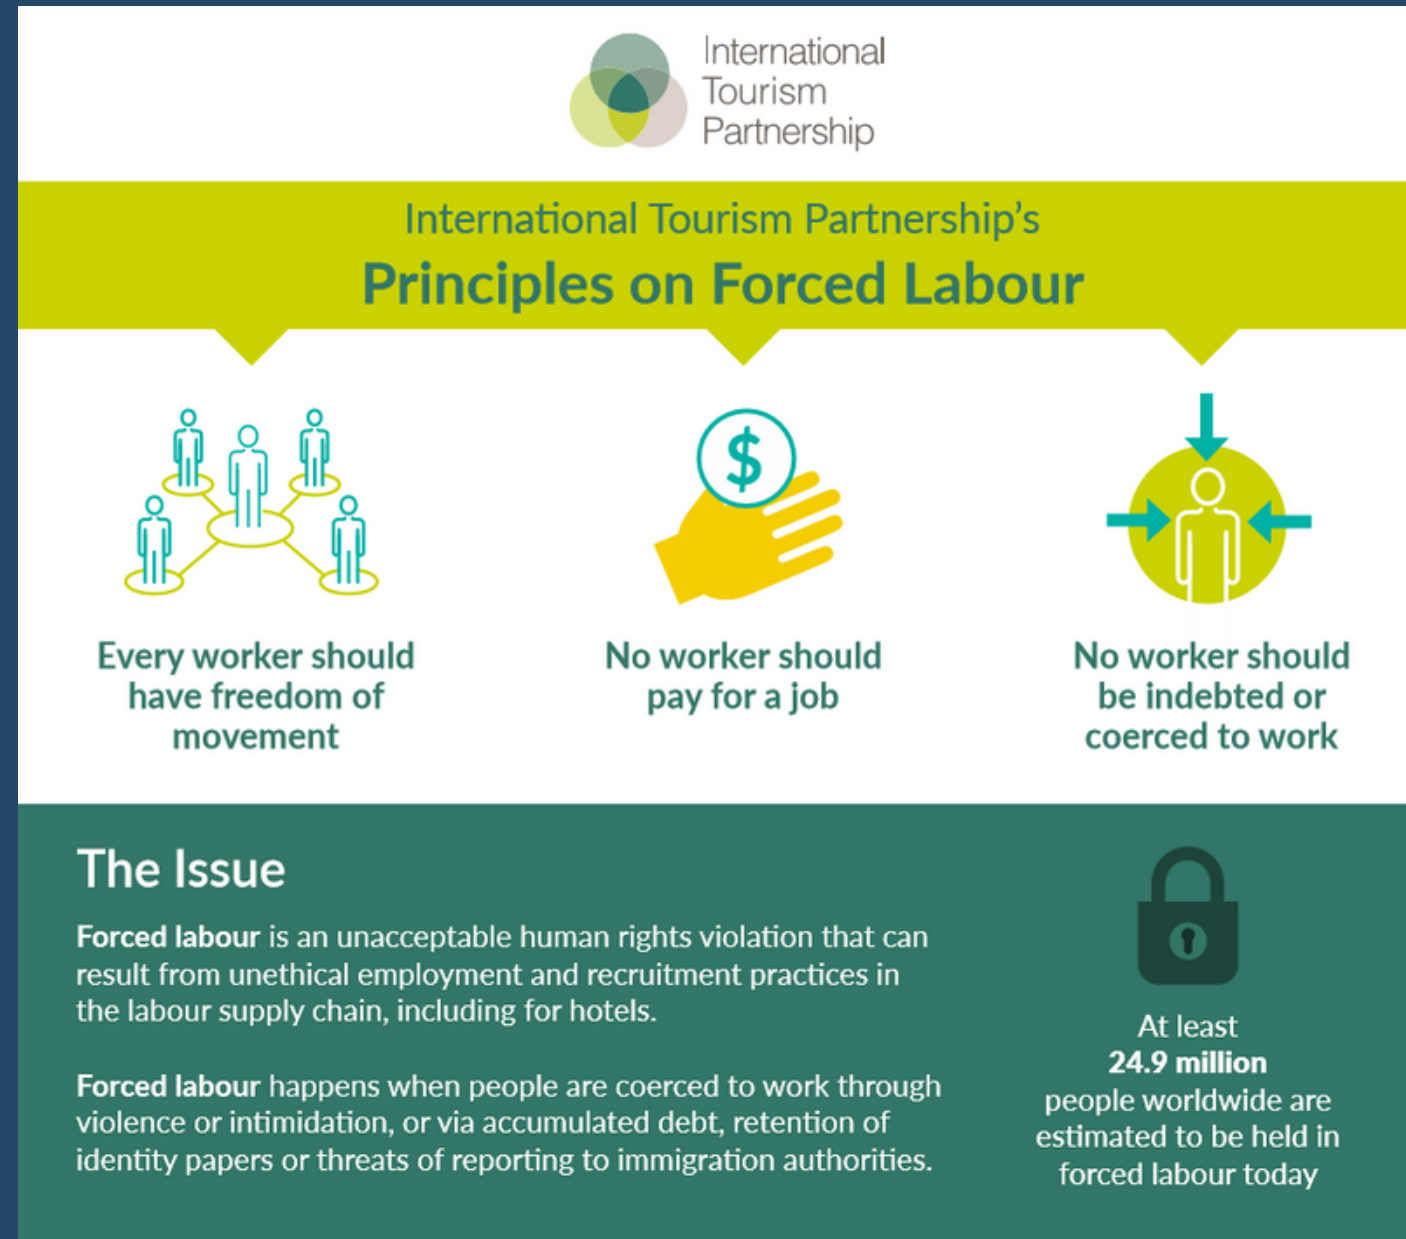 International
Tourism
Partnership
International Tourism Partnership’s
Principles on Forced Labour
$
Every worker should
have freedom of
movement
No worker should
pay for a job
No worker should
be indebted or
coerced to work
The Issue
Forced labour is an unacceptable human rights violation that can
result from unethical employment and recruitment practices in
the labour supply chain, including for hotels.
Forced labour happens when people are coerced to work through
violence or intimidation, or via accumulated debt, retention of
identity papers or threats of reporting to immigration authorities.
At least
24.9 million
people worldwide are
estimated to be held in
forced labour today